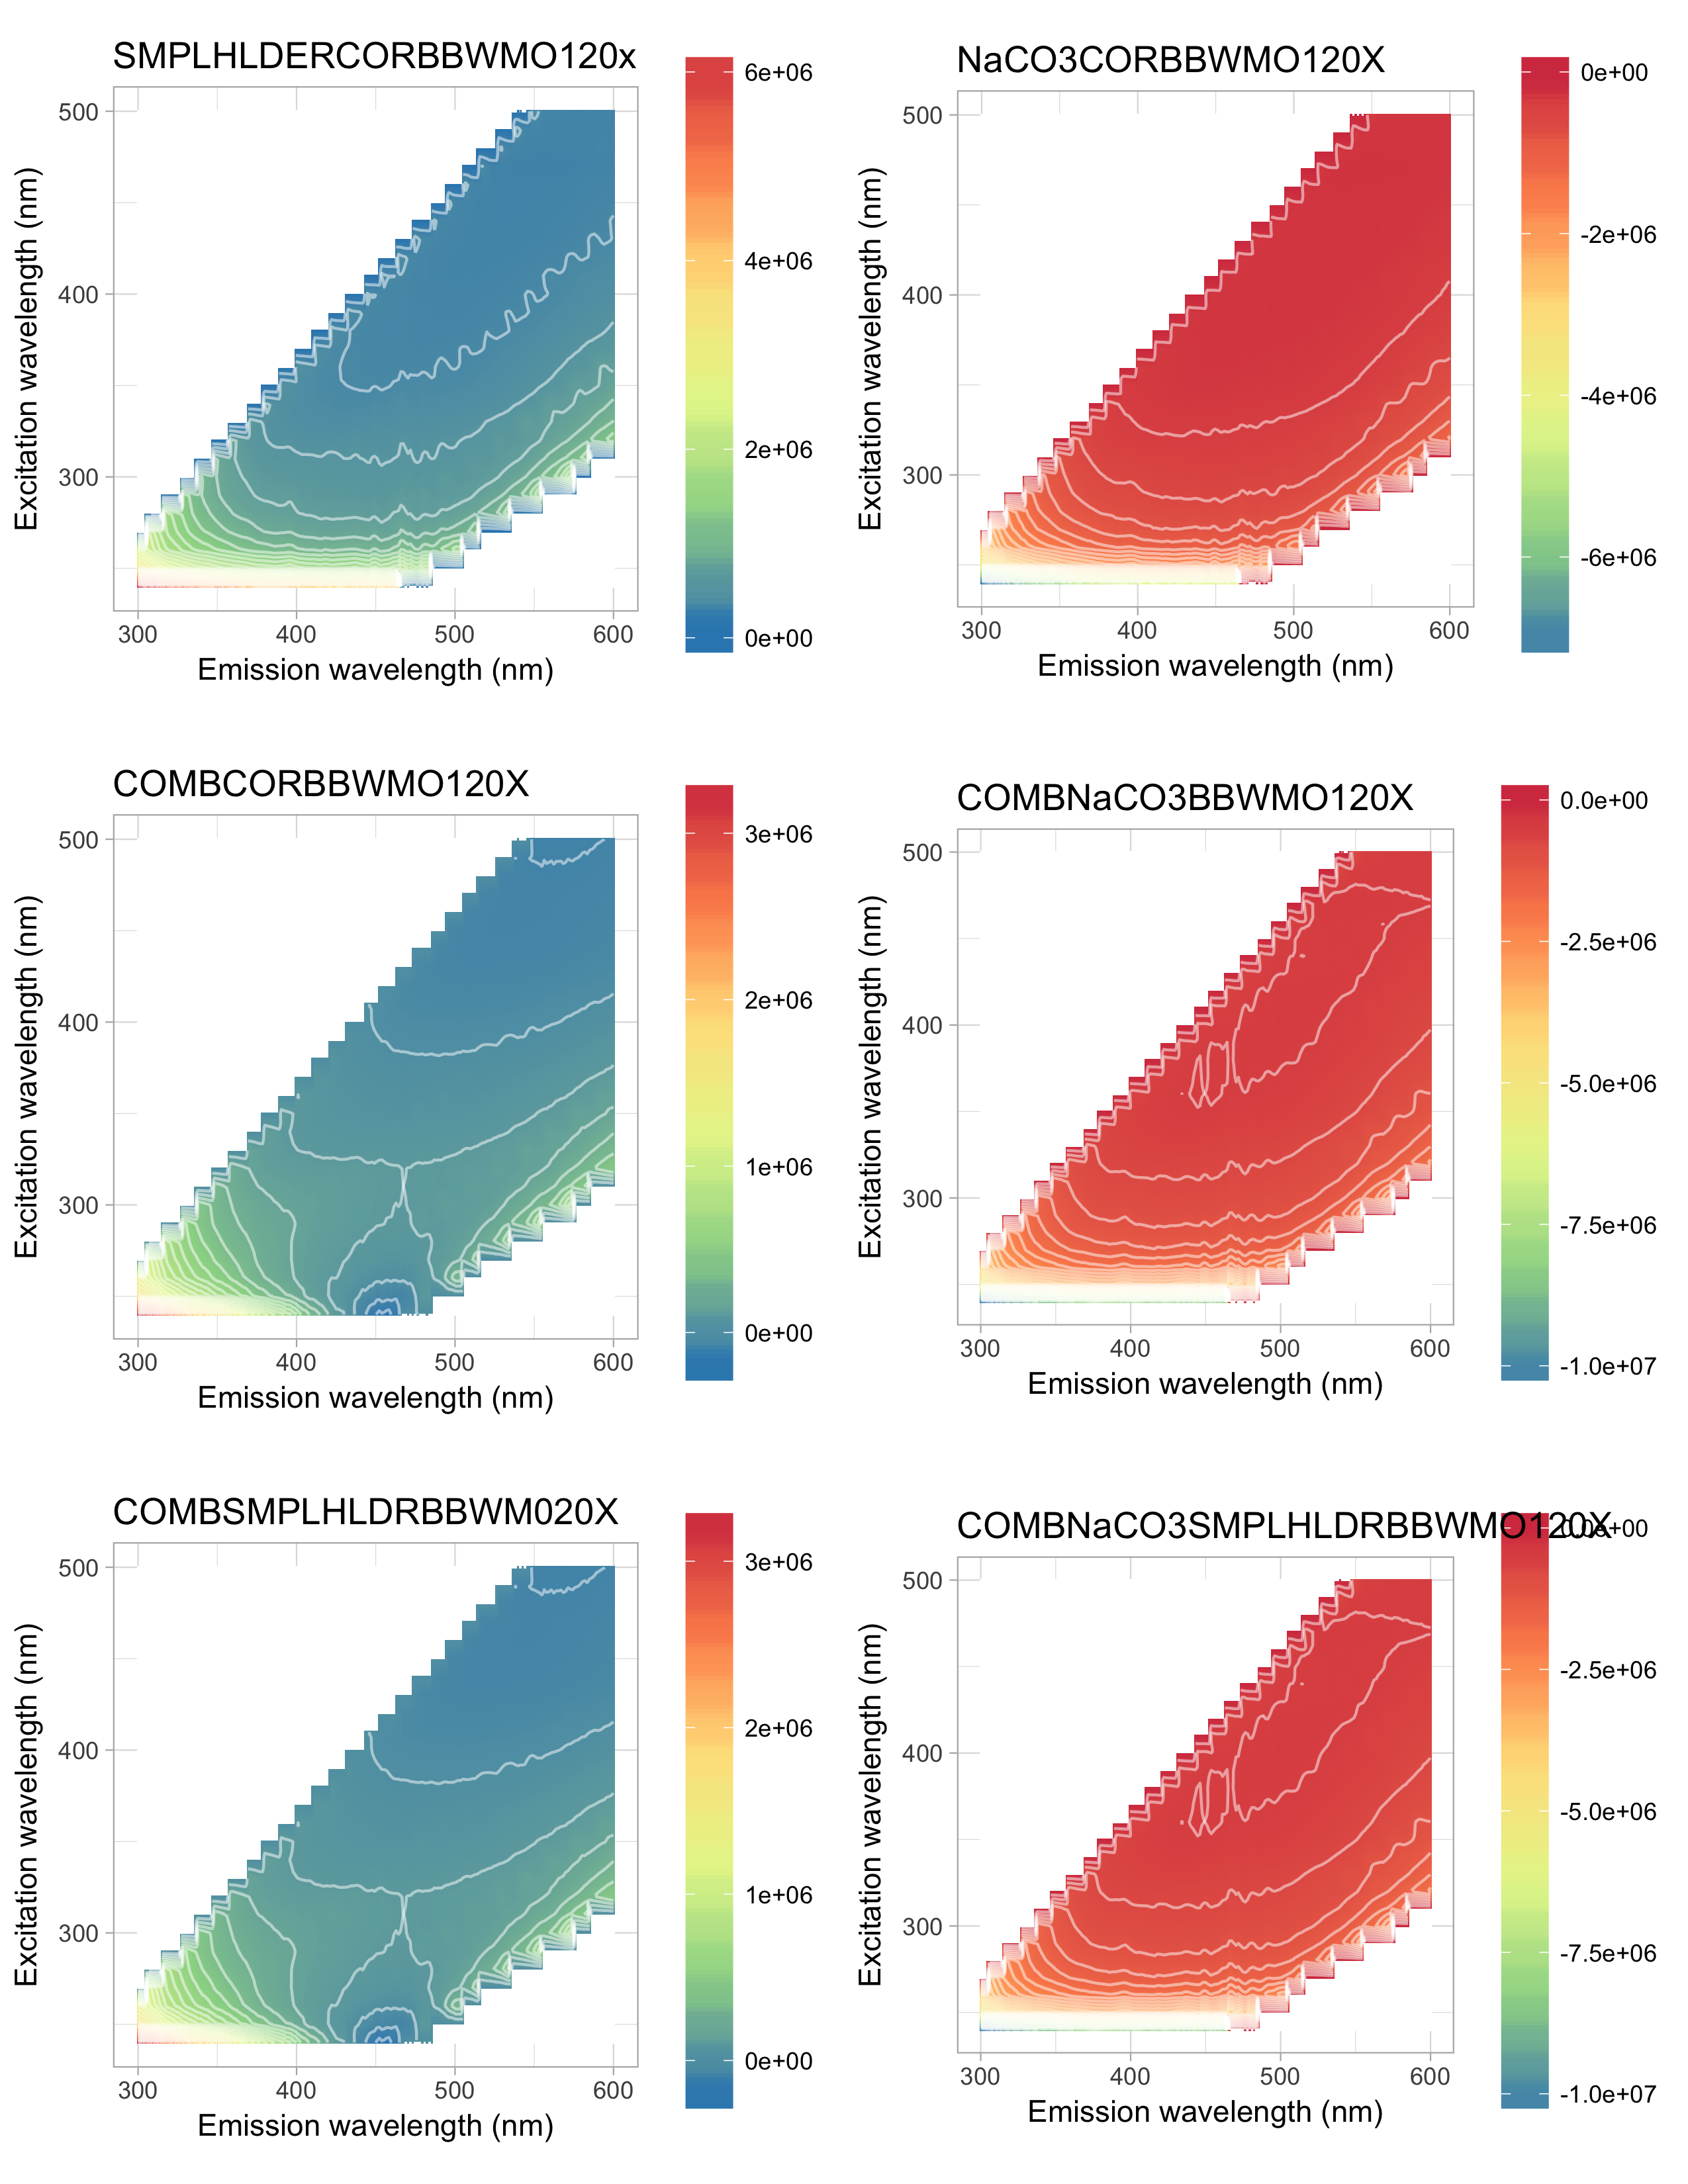 SMPLHLDERCORBBWMO120x
Excitation wavelength (nm)
500
400
300
300 400 500 600
Emission wavelength (nm)
6e+06
4e+06
2e+06
0e+00
NaCO3CORBBWMO120X
Excitation wavelength (nm)
500
400
300
300 400 500 600
Emission wavelength (nm)
0e+00
-2e+06
-4e+06
-6e+06
COMBCORBBWMO120X
Excitation wavelength (nm)
500
400
300
300 400 500 600
Emission wavelength (nm)
3e+06
2e+06
1e+06
0e+00
COMBNaCO3BBWMO120X
Excitation wavelength (nm)
500
400
300
300 400 500 600
Emission wavelength (nm)
0.0e+00
-2.5e+06
-5.0e+06
-7.5e+06
-1.0e+07
COMBSMPLHLDRBBWM020X
Excitation wavelength (nm)
500
400
300
300 400 500 600
Emission wavelength (nm)
3e+06
2e+06
1e+06
0e+00
COMBNaCO3SMPLHLDRBBWMO120X
Excitation wavelength (nm)
500
400
300
300 400 500 600
Emission wavelength (nm)
0.0e+00
-2.5e+06
-5.0e+06
-7.5e+06
-1.0e+07